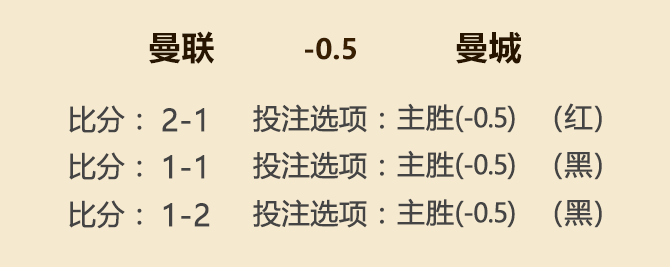 曼联 -0.5 曼城
比分：2-1 投注选项：主胜(-0.5) （红）
比分：1-1 投注选项：主胜(-0.5) （黑）
比分：1-2 投注选项：主胜(-0.5) （黑）